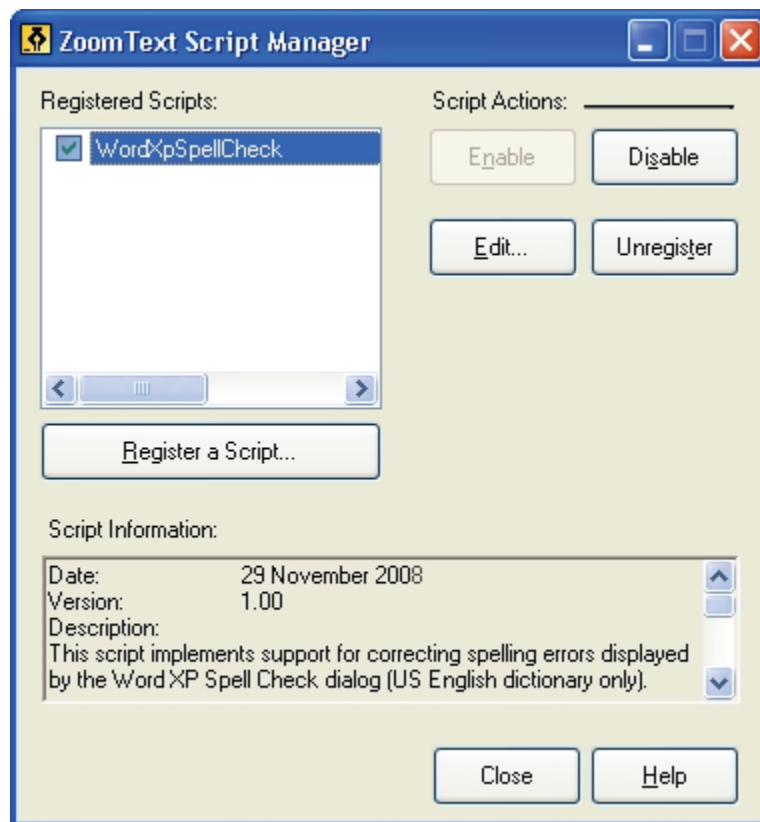 ZoomText Script Manager
Registered Scripts:
Script Actions:
WordXpSpellCheck
Enable
Disable
Edit...
Unregister
Register a Script...
Script Information:
Date: 29 November 2008
Version: 1.00
Description:
This script implements support for correcting spelling errors displayed
by the Word XP Spell Check dialog (US English dictionary only).
Close
Help